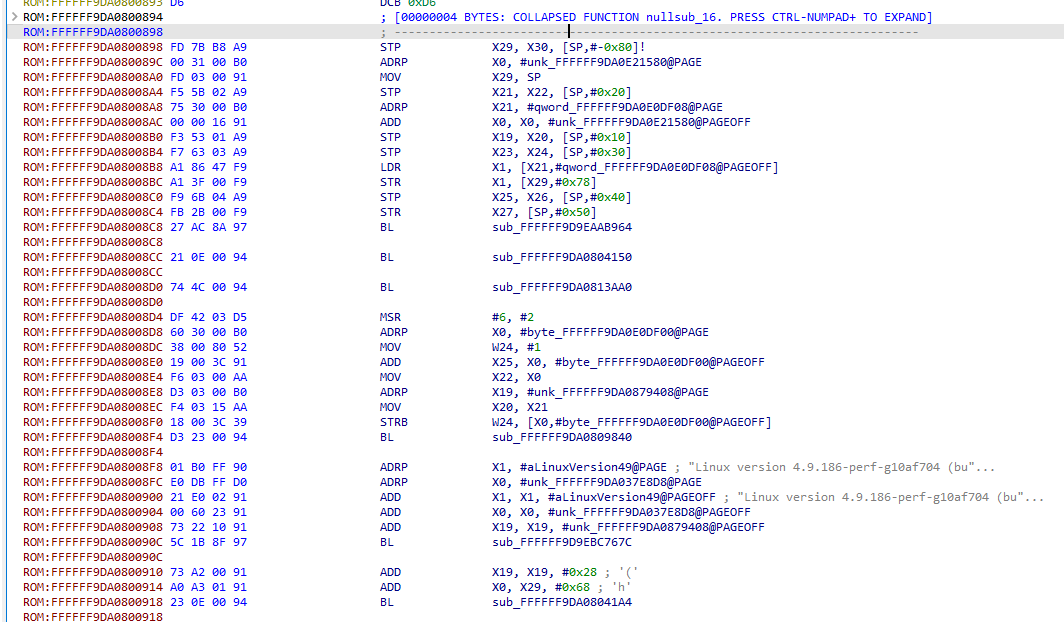 ROM:FFFFFF9DA0800893 D6 DCB 0xD6
ROM:FFFFFF9DA0800894 ; [00000004 BYTES: COLLAPSED FUNCTION nullsub_16. PRESS CTRL-NUMPAD+ TO EXPAND]
ROM:FFFFFF9DA0800898 ; ---------------------------------------------------------------------------
ROM:FFFFFF9DA0800898 FD 7B B8 A9 STP X29, X30, [SP,#-0x80]!
ROM:FFFFFF9DA080089C 00 31 00 B0 ADRP X0, #unk_FFFFFF9DA0E21580@PAGE
ROM:FFFFFF9DA08008A0 FD 03 00 91 MOV X29, SP
ROM:FFFFFF9DA08008A4 F5 5B 02 A9 STP X21, X22, [SP,#0x20]
ROM:FFFFFF9DA08008A8 75 30 00 B0 ADRP X21, #qword_FFFFFF9DA0E0DF08@PAGE
ROM:FFFFFF9DA08008AC 00 00 16 91 ADD X0, X0, #unk_FFFFFF9DA0E21580@PAGEOFF
ROM:FFFFFF9DA08008B0 F3 53 01 A9 STP X19, X20, [SP,#0x10]
ROM:FFFFFF9DA08008B4 F7 63 03 A9 STP X23, X24, [SP,#0x30]
ROM:FFFFFF9DA08008B8 A1 86 47 F9 LDR X1, [X21,#qword_FFFFFF9DA0E0DF08@PAGEOFF]
ROM:FFFFFF9DA08008BC A1 3F 00 F9 STR X1, [X29,#0x78]
ROM:FFFFFF9DA08008C0 F9 6B 04 A9 STP X25, X26, [SP,#0x40]
ROM:FFFFFF9DA08008C4 FB 2B 00 F9 STR X27, [SP,#0x50]
ROM:FFFFFF9DA08008C8 27 AC 8A 97 BL sub_FFFFFF9D9EAAB964
ROM:FFFFFF9DA08008C8
ROM:FFFFFF9DA08008CC 21 0E 00 94 BL sub_FFFFFF9DA0804150
ROM:FFFFFF9DA08008CC
ROM:FFFFFF9DA08008D0 74 4C 00 94 BL sub_FFFFFF9DA0813AA0
ROM:FFFFFF9DA08008D0
ROM:FFFFFF9DA08008D4 DF 42 03 D5 MSR #6, #2
ROM:FFFFFF9DA08008D8 60 30 00 B0 ADRP X0, #byte_FFFFFF9DA0E0DF00@PAGE
ROM:FFFFFF9DA08008DC 38 00 80 52 MOV W24, #1
ROM:FFFFFF9DA08008E0 19 00 3C 91 ADD X25, X0, #byte_FFFFFF9DA0E0DF00@PAGEOFF
ROM:FFFFFF9DA08008E4 F6 03 00 AA MOV X22, X0
ROM:FFFFFF9DA08008E8 D3 03 00 B0 ADRP X19, #unk_FFFFFF9DA0879408@PAGE
ROM:FFFFFF9DA08008EC F4 03 15 AA MOV X20, X21
ROM:FFFFFF9DA08008F0 18 00 3C 39 STRB W24, [X0,#byte_FFFFFF9DA0E0DF00@PAGEOFF]
ROM:FFFFFF9DA08008F4 D3 23 00 94 BL sub_FFFFFF9DA0809840
ROM:FFFFFF9DA08008F4
ROM:FFFFFF9DA08008F8 01 B0 FF 90 ADRP X1, #aLinuxVersion49@PAGE ; "Linux version 4.9.186-perf-g10af704 (bu"...
ROM:FFFFFF9DA08008FC E0 DB FF D0 ADRP X0, #unk_FFFFFF9DA037E8D8@PAGE
ROM:FFFFFF9DA0800900 21 E0 02 91 ADD X1, X1, #aLinuxVersion49@PAGEOFF ; "Linux version 4.9.186-perf-g10af704 (bu"...
ROM:FFFFFF9DA0800904 00 60 23 91 ADD X0, X0, #unk_FFFFFF9DA037E8D8@PAGEOFF
ROM:FFFFFF9DA0800908 73 22 10 91 ADD X19, X19, #unk_FFFFFF9DA0879408@PAGEOFF
ROM:FFFFFF9DA080090C 5C 1B 8F 97 BL sub_FFFFFF9D9EBC767C
ROM:FFFFFF9DA080090C
ROM:FFFFFF9DA0800910 73 A2 00 91 ADD X19, X19, #0x28 ; '('
ROM:FFFFFF9DA0800914 A0 A3 01 91 ADD X0, X29, #0x68 ; 'h'
ROM:FFFFFF9DA0800918 23 0E 00 94 BL sub_FFFFFF9DA08041A4
ROM:FFFFFF9DA0800918